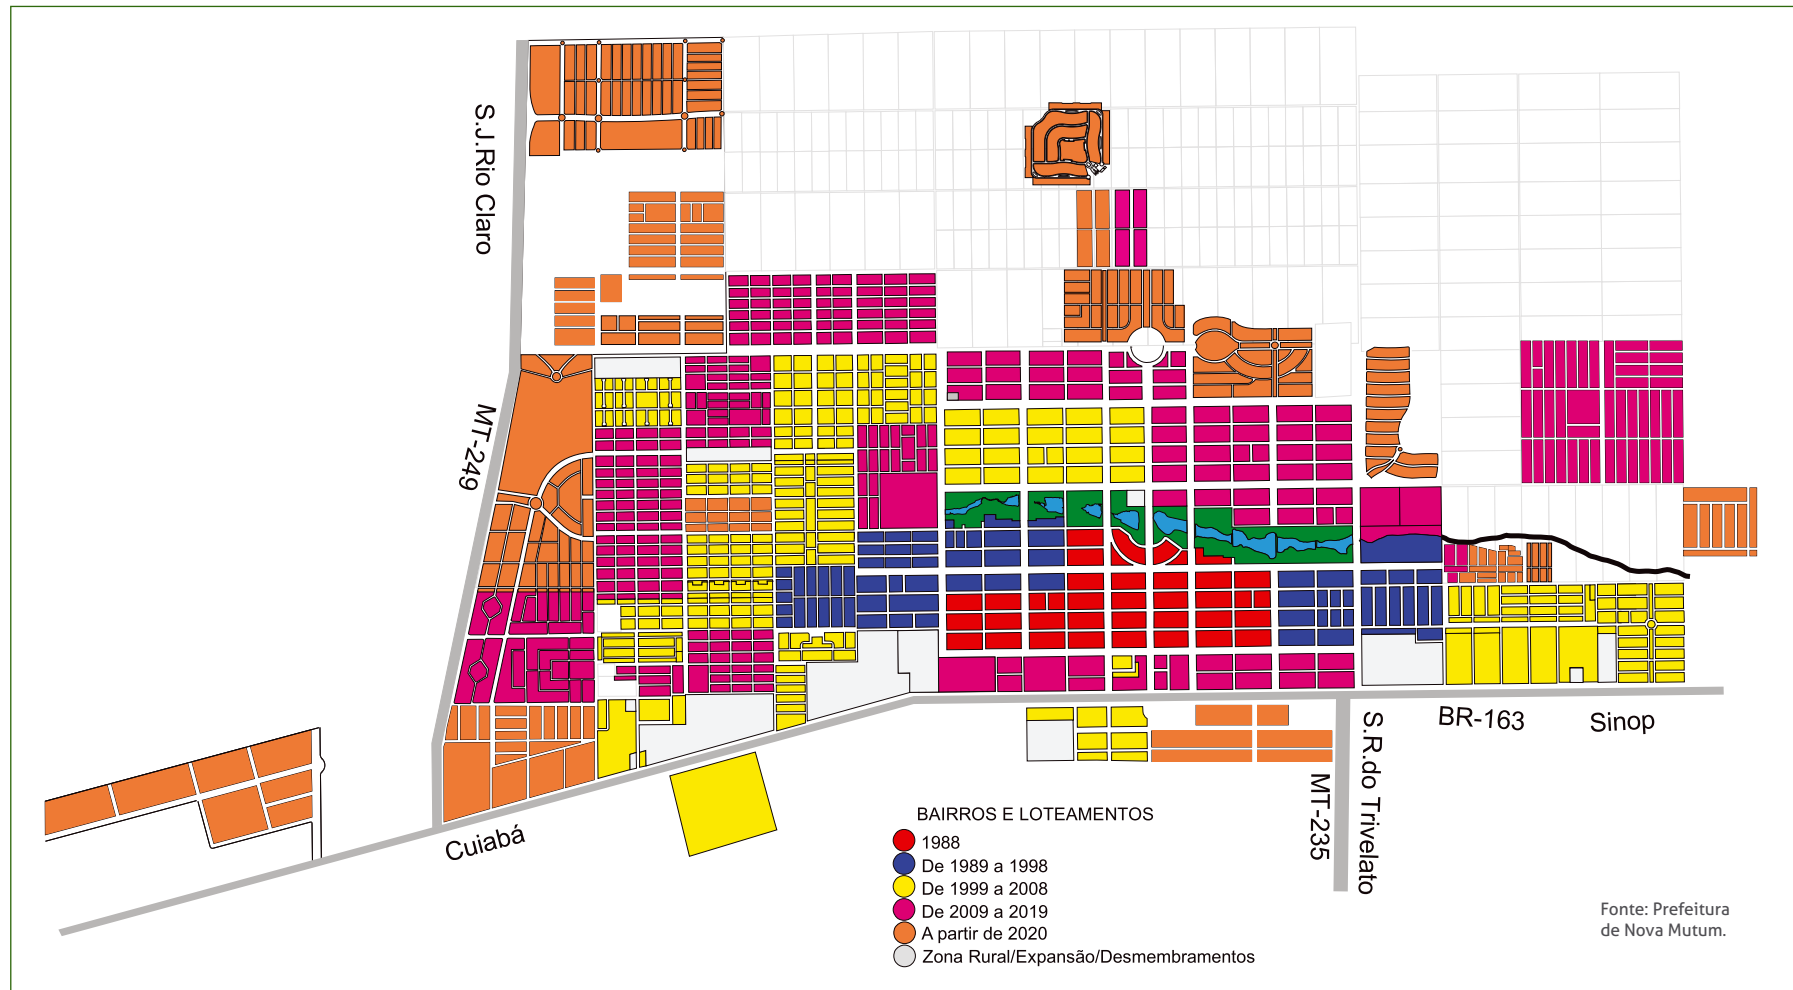 S.J.Rio Claro
MT-249
Cuiabá
BR-163
Sinop
S.R.do Trivelato
MT-235
BAIRROS E LOTEAMENTOS
1988
De 1989 a 1998
De 1999 a 2008
De 2009 a 2019
A partir de 2020
Zona Rural/Expansão/Desmembramentos
Fonte: Prefeitura
de Nova Mutum.